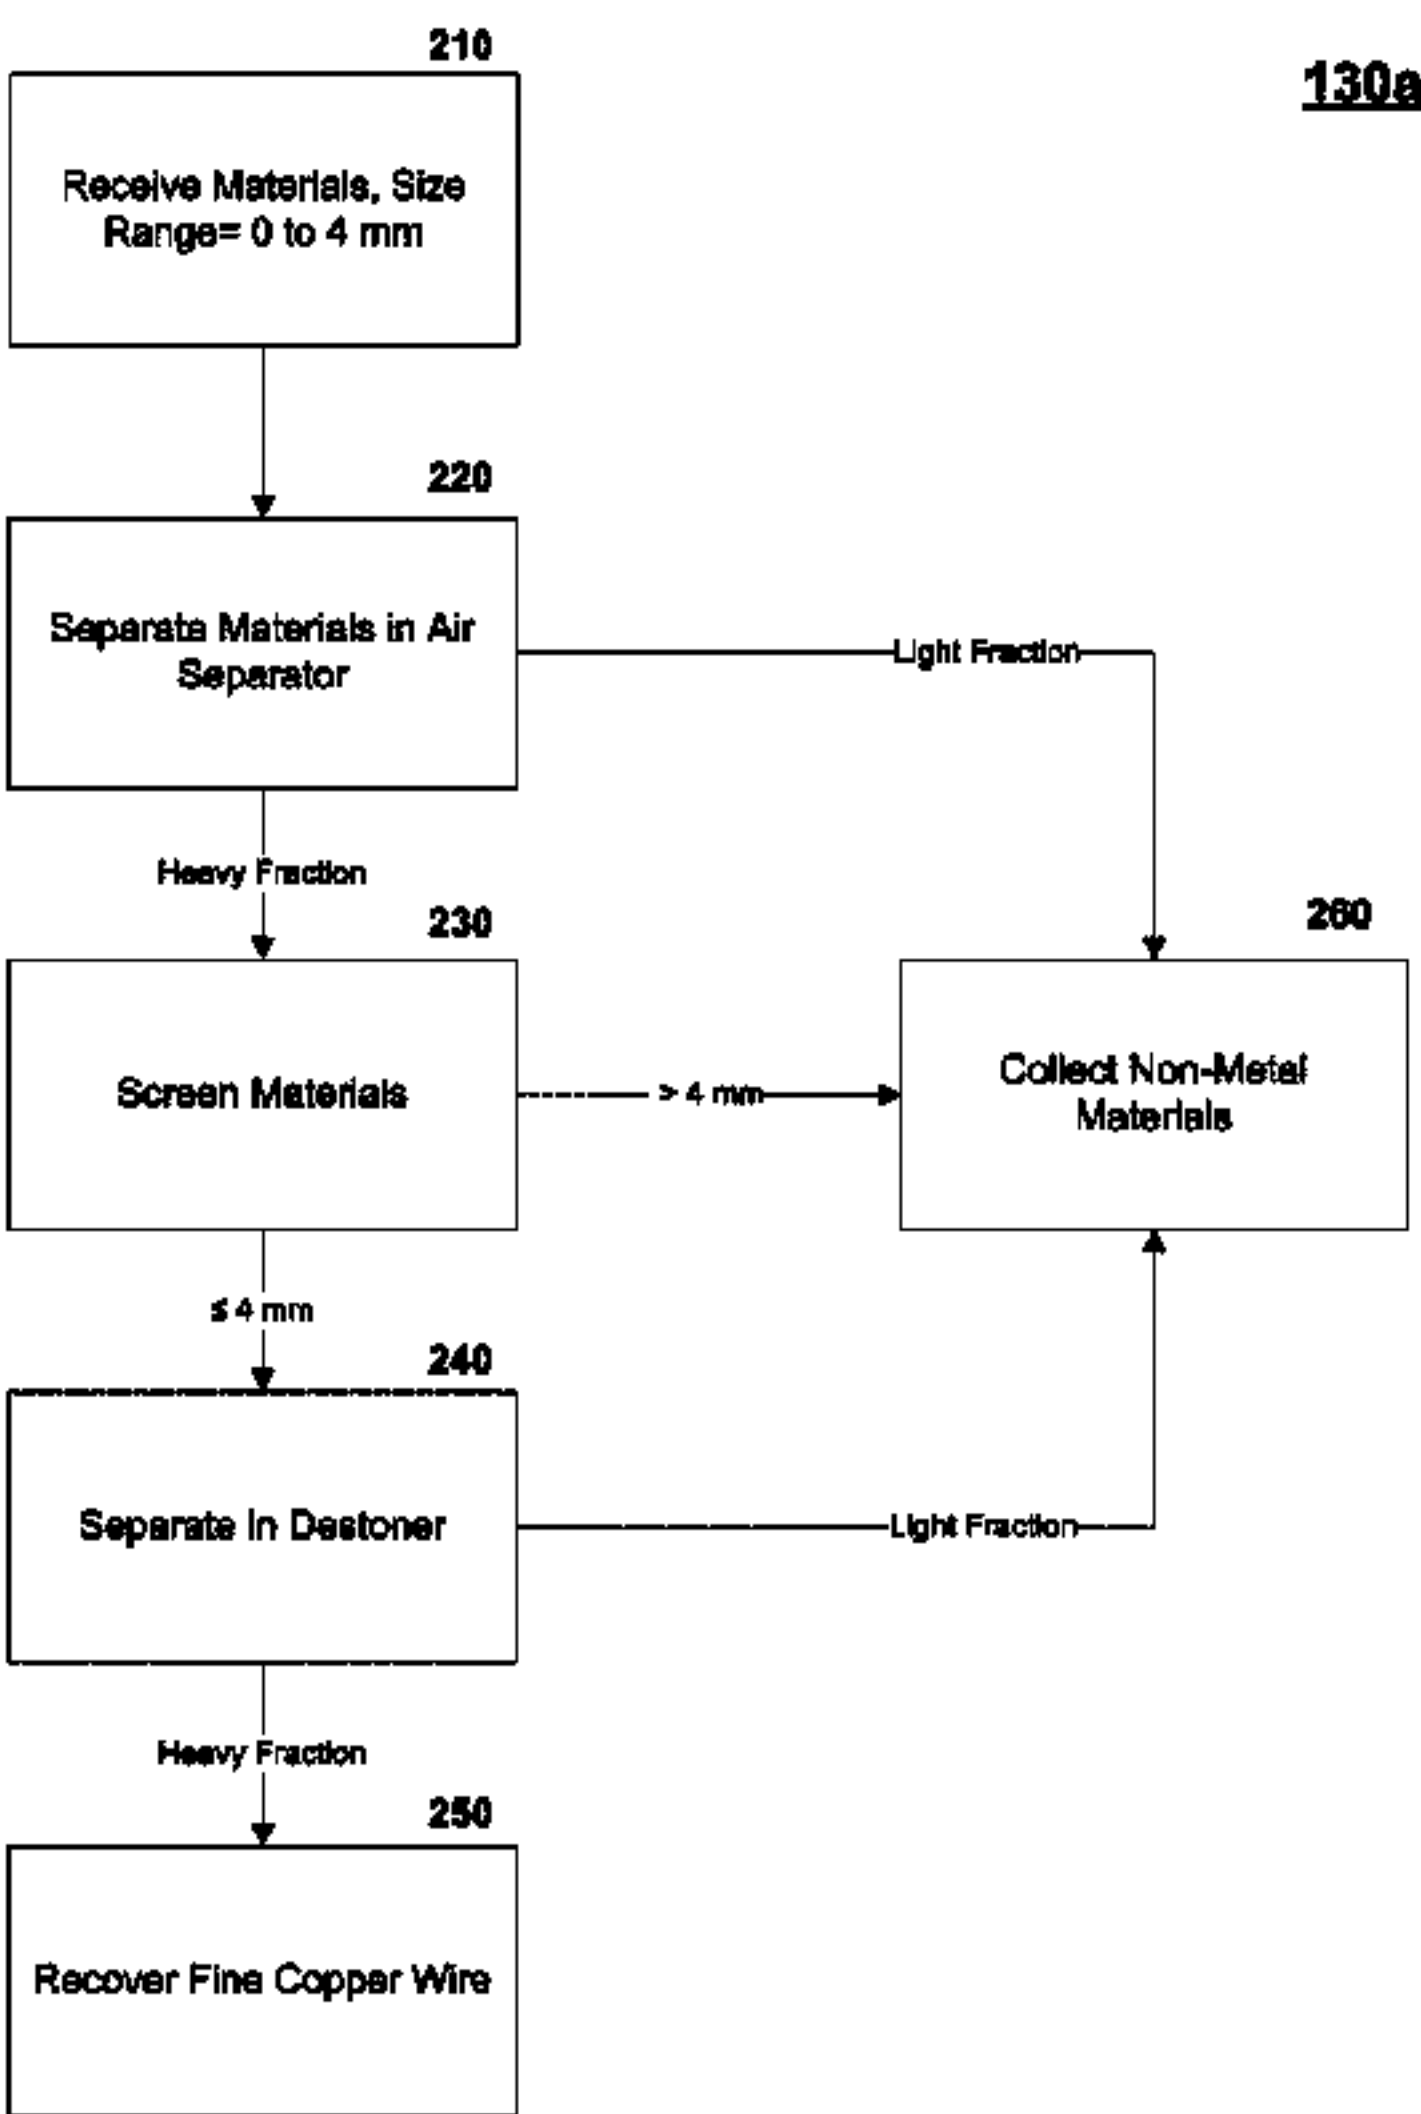 210
130a
Receive Materials, Size
Range= 0 to 4 mm
220
Separate Materials in Air
Separator
Light Fraction
Heavy Fraction
230
260
Screen Materials
> 4 mm
Collect Non-Metal
Materials
≤ 4 mm
240
Separate in Destoner
Light Fraction
Heavy Fraction
250
Recover Fine Copper Wire